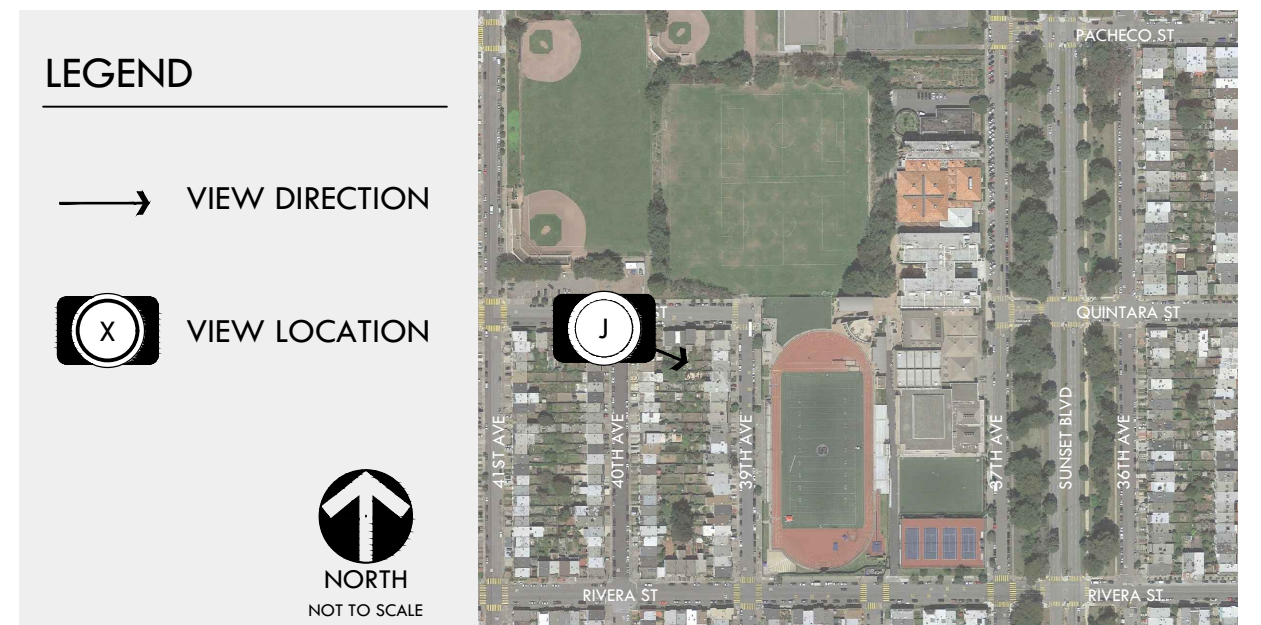 LEGEND
VIEW DIRECTION
X
VIEW LOCATION
NORTH
NOT TO SCALE
PACHECO.ST
J
ST
QUINTARA ST
41ST AVE
40TH AVE
39TH AVE
37TH AVE
SUNSET BLVD
36TH AVE
RIVERA ST
RIVERA ST